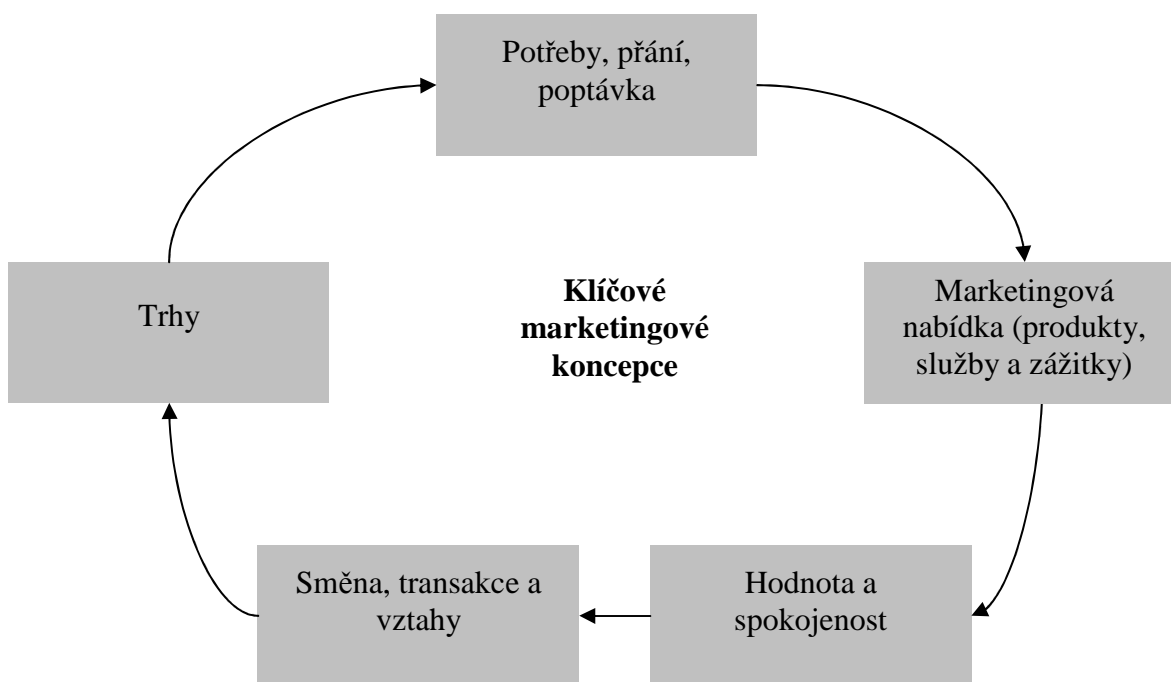 Potřeby, přání,
poptávka
Trhy
Klíčové
marketingové
koncepce
Marketingová
nabídka (produkty,
služby a zážitky)
Směna, transakce a
vztahy
Hodnota a
spokojenost